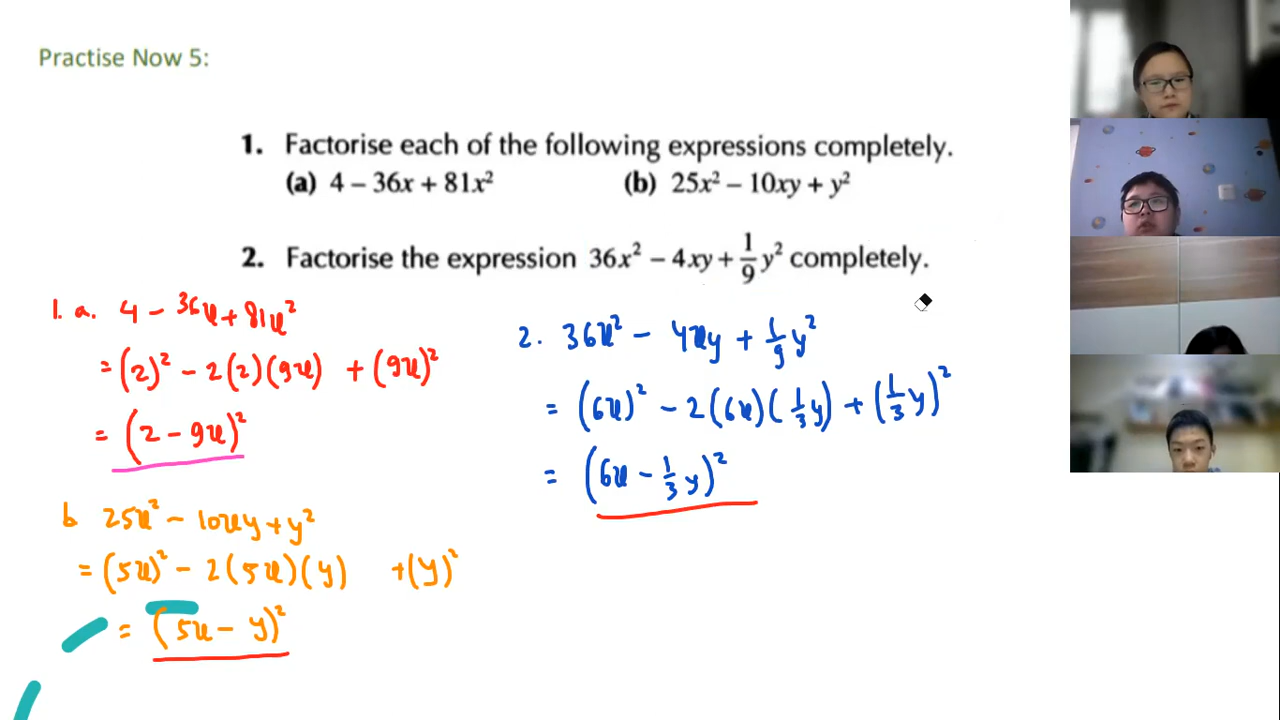 Practise Now 5:
1. Factorise each of the following expressions completely.
(a) 4 – 36x + 81x² (b) 25x² – 10xy + y²
2. Factorise the expression 36x² – 4xy + 1/9 y² completely.
1. a. 4 - 36x + 81x²
= (2)² - 2(2)(9x) + (9x)²
= (2 - 9x)²
b 25x² - 10xy + y²
= (5x)² - 2(5x)(y) + (y)²
= (5x - y)²
2. 36x² - 4xy + 1/9 y²
= (6x)² - 2(6x)(1/3 y) + (1/3 y)²
= (6x - 1/3 y)²